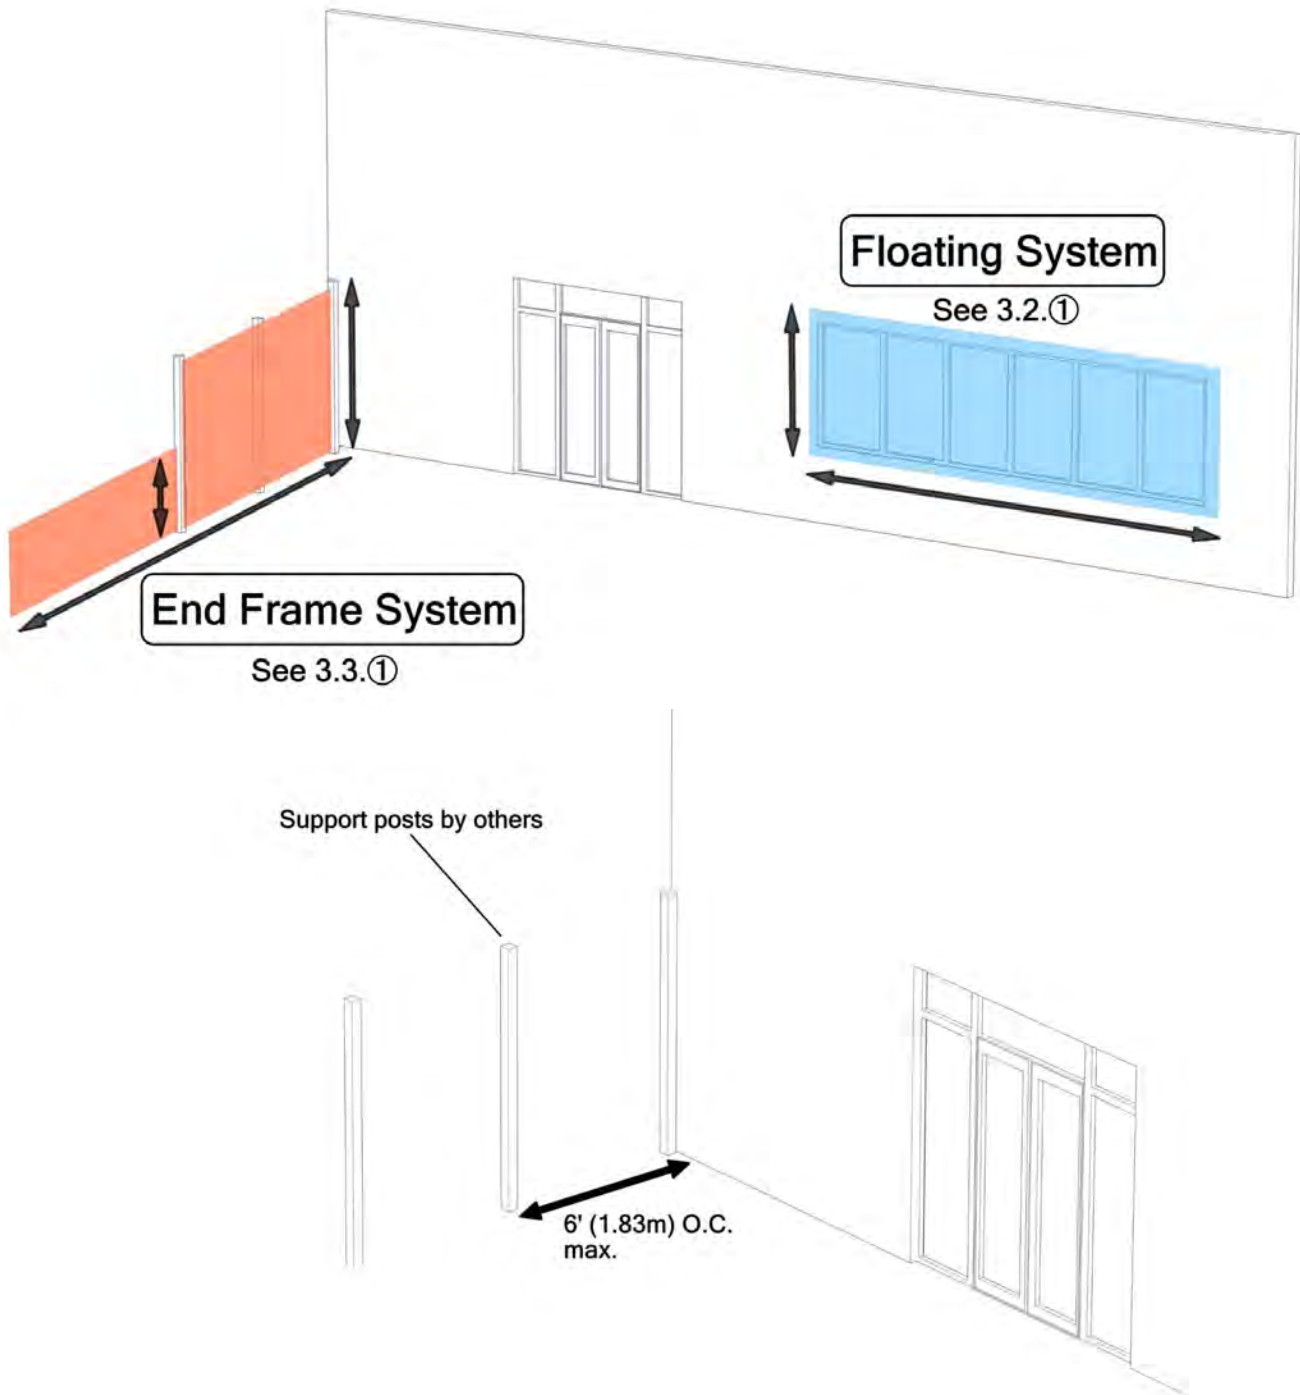 Floating System
See 3.2.①
End Frame System
See 3.3.①
Support posts by others
6' (1.83m) O.C.
max.